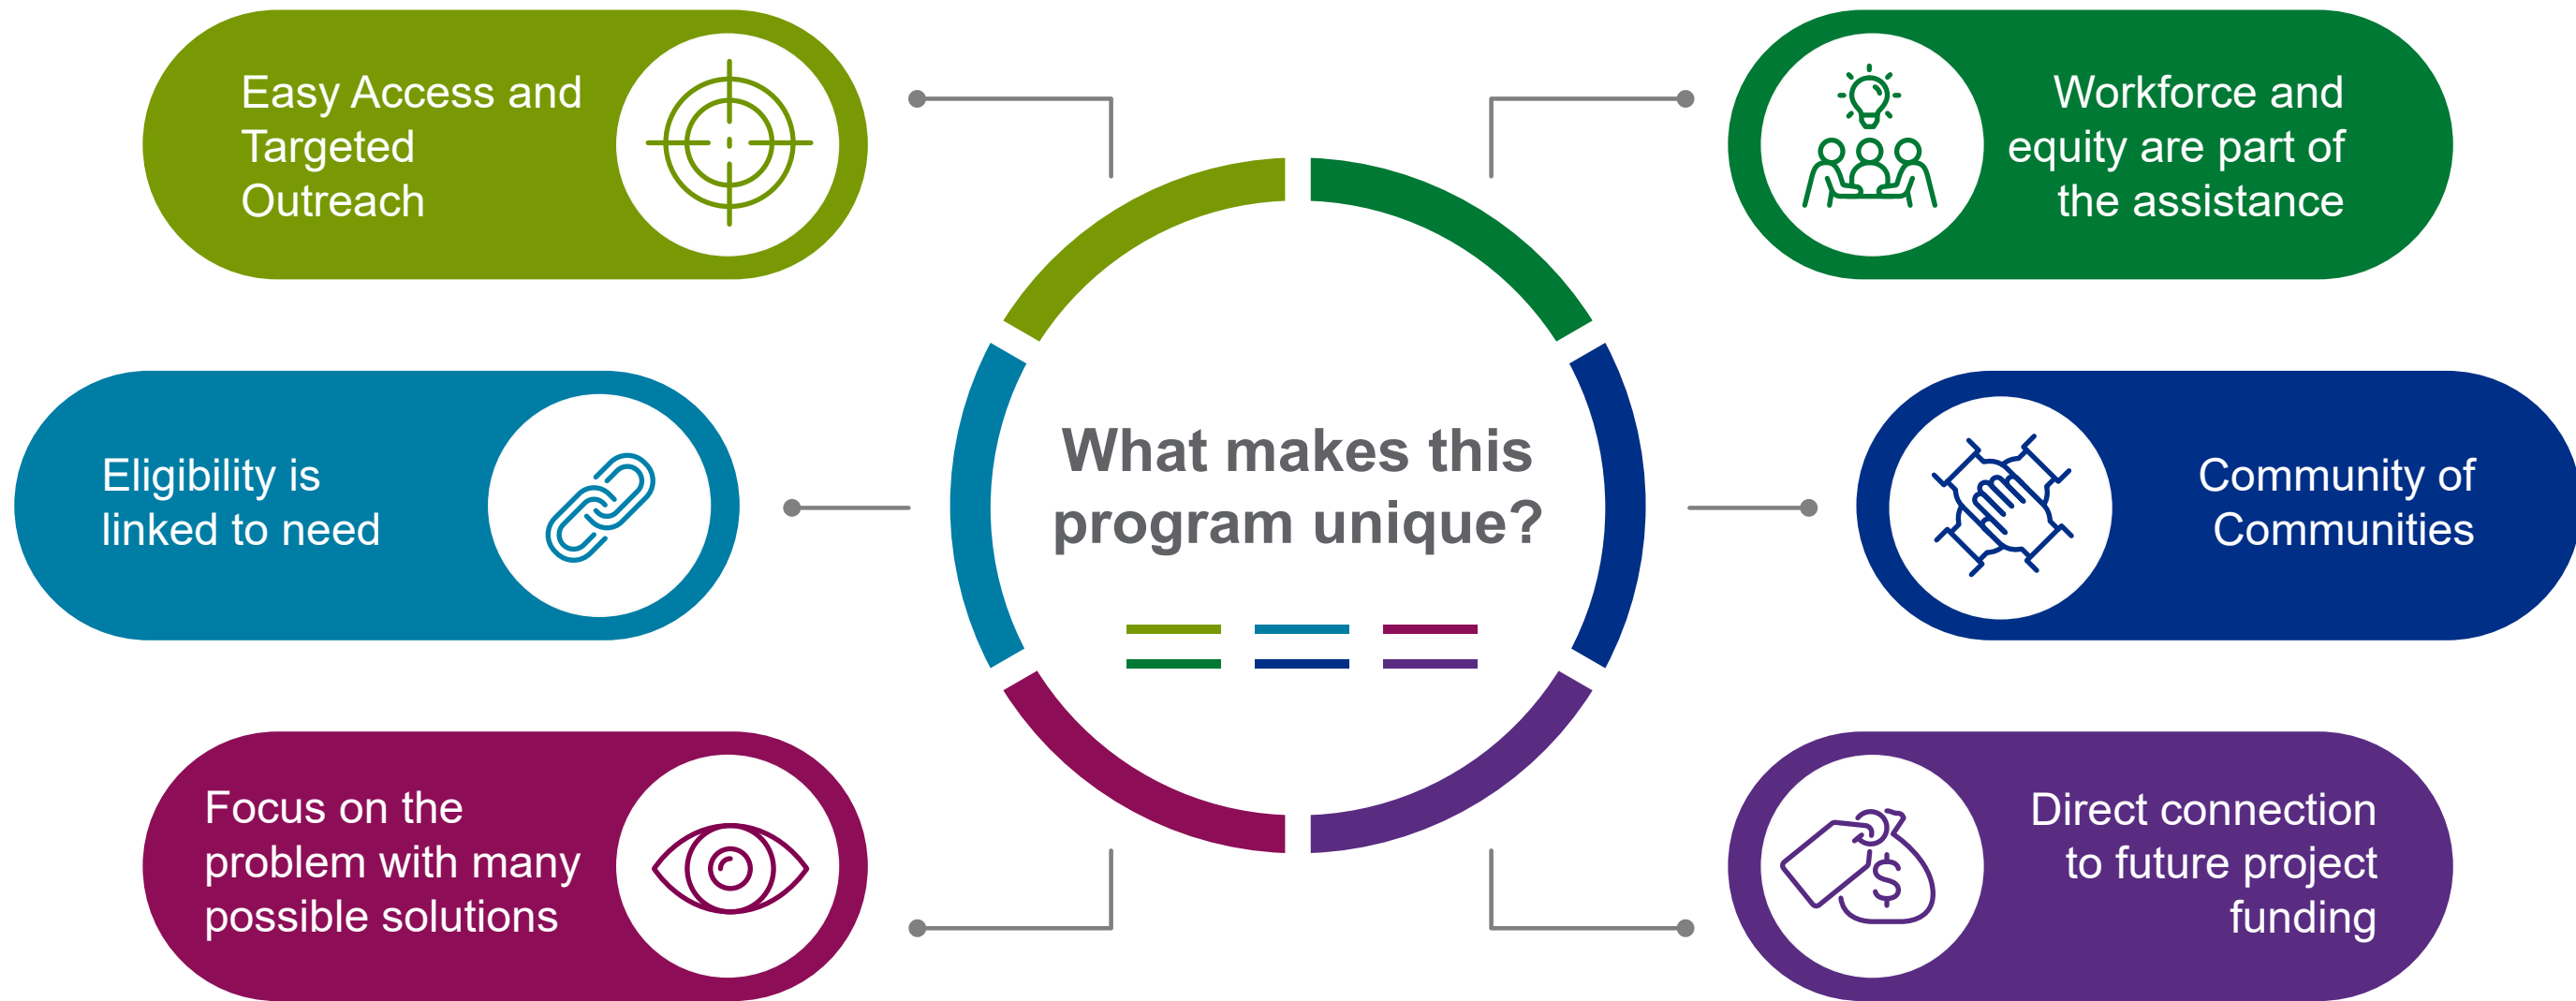 Easy Access and
Targeted
Outreach
Eligibility is
linked to need
Focus on the
problem with many
possible solutions
What makes this
program unique?
Workforce and
equity are part of
the assistance
Community of
Communities
Direct connection
to future project
funding
$